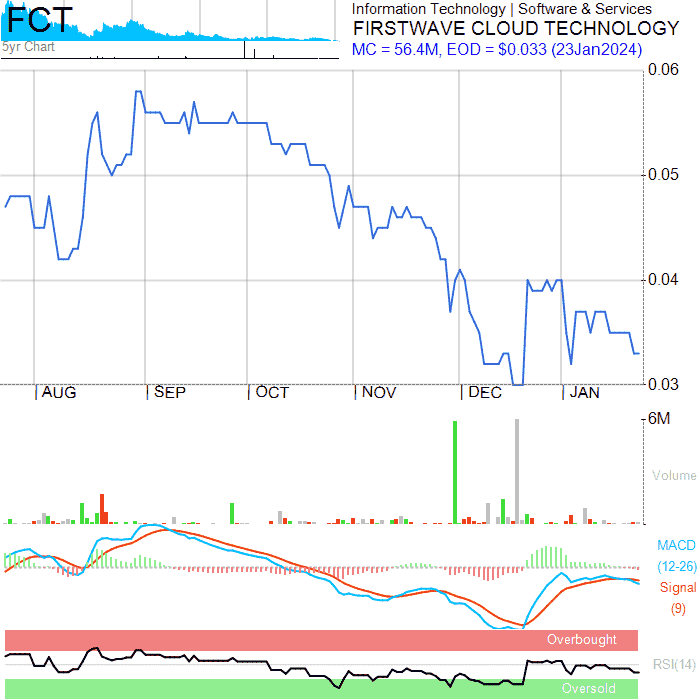 FCT
5yr Chart
Information Technology | Software & Services
FIRSTWAVE CLOUD TECHNOLOGY
MC = 56.4M, EOD = $0.033 (23Jan2024)
0.06
0.05
0.04
0.03
AUG SEP OCT NOV DEC JAN
6M
Volume
MACD
(12-26)
Signal
(9)
Overbought
RSI(14)
Oversold